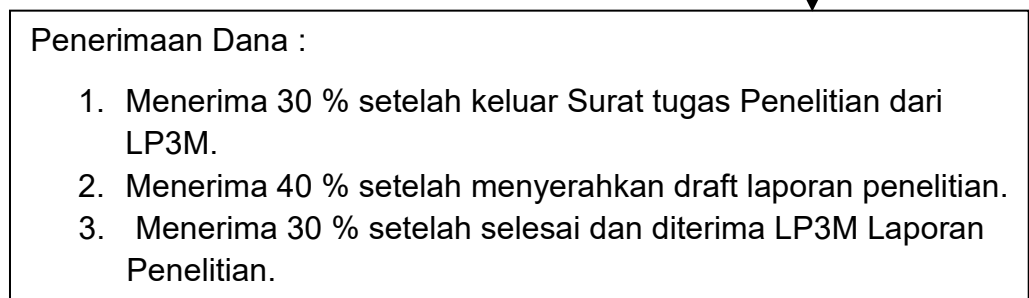 Penerimaan Dana :
1. Menerima 30 % setelah keluar Surat tugas Penelitian dari
LP3M.
2. Menerima 40 % setelah menyerahkan draft laporan penelitian.
3. Menerima 30 % setelah selesai dan diterima LP3M Laporan
Penelitian.